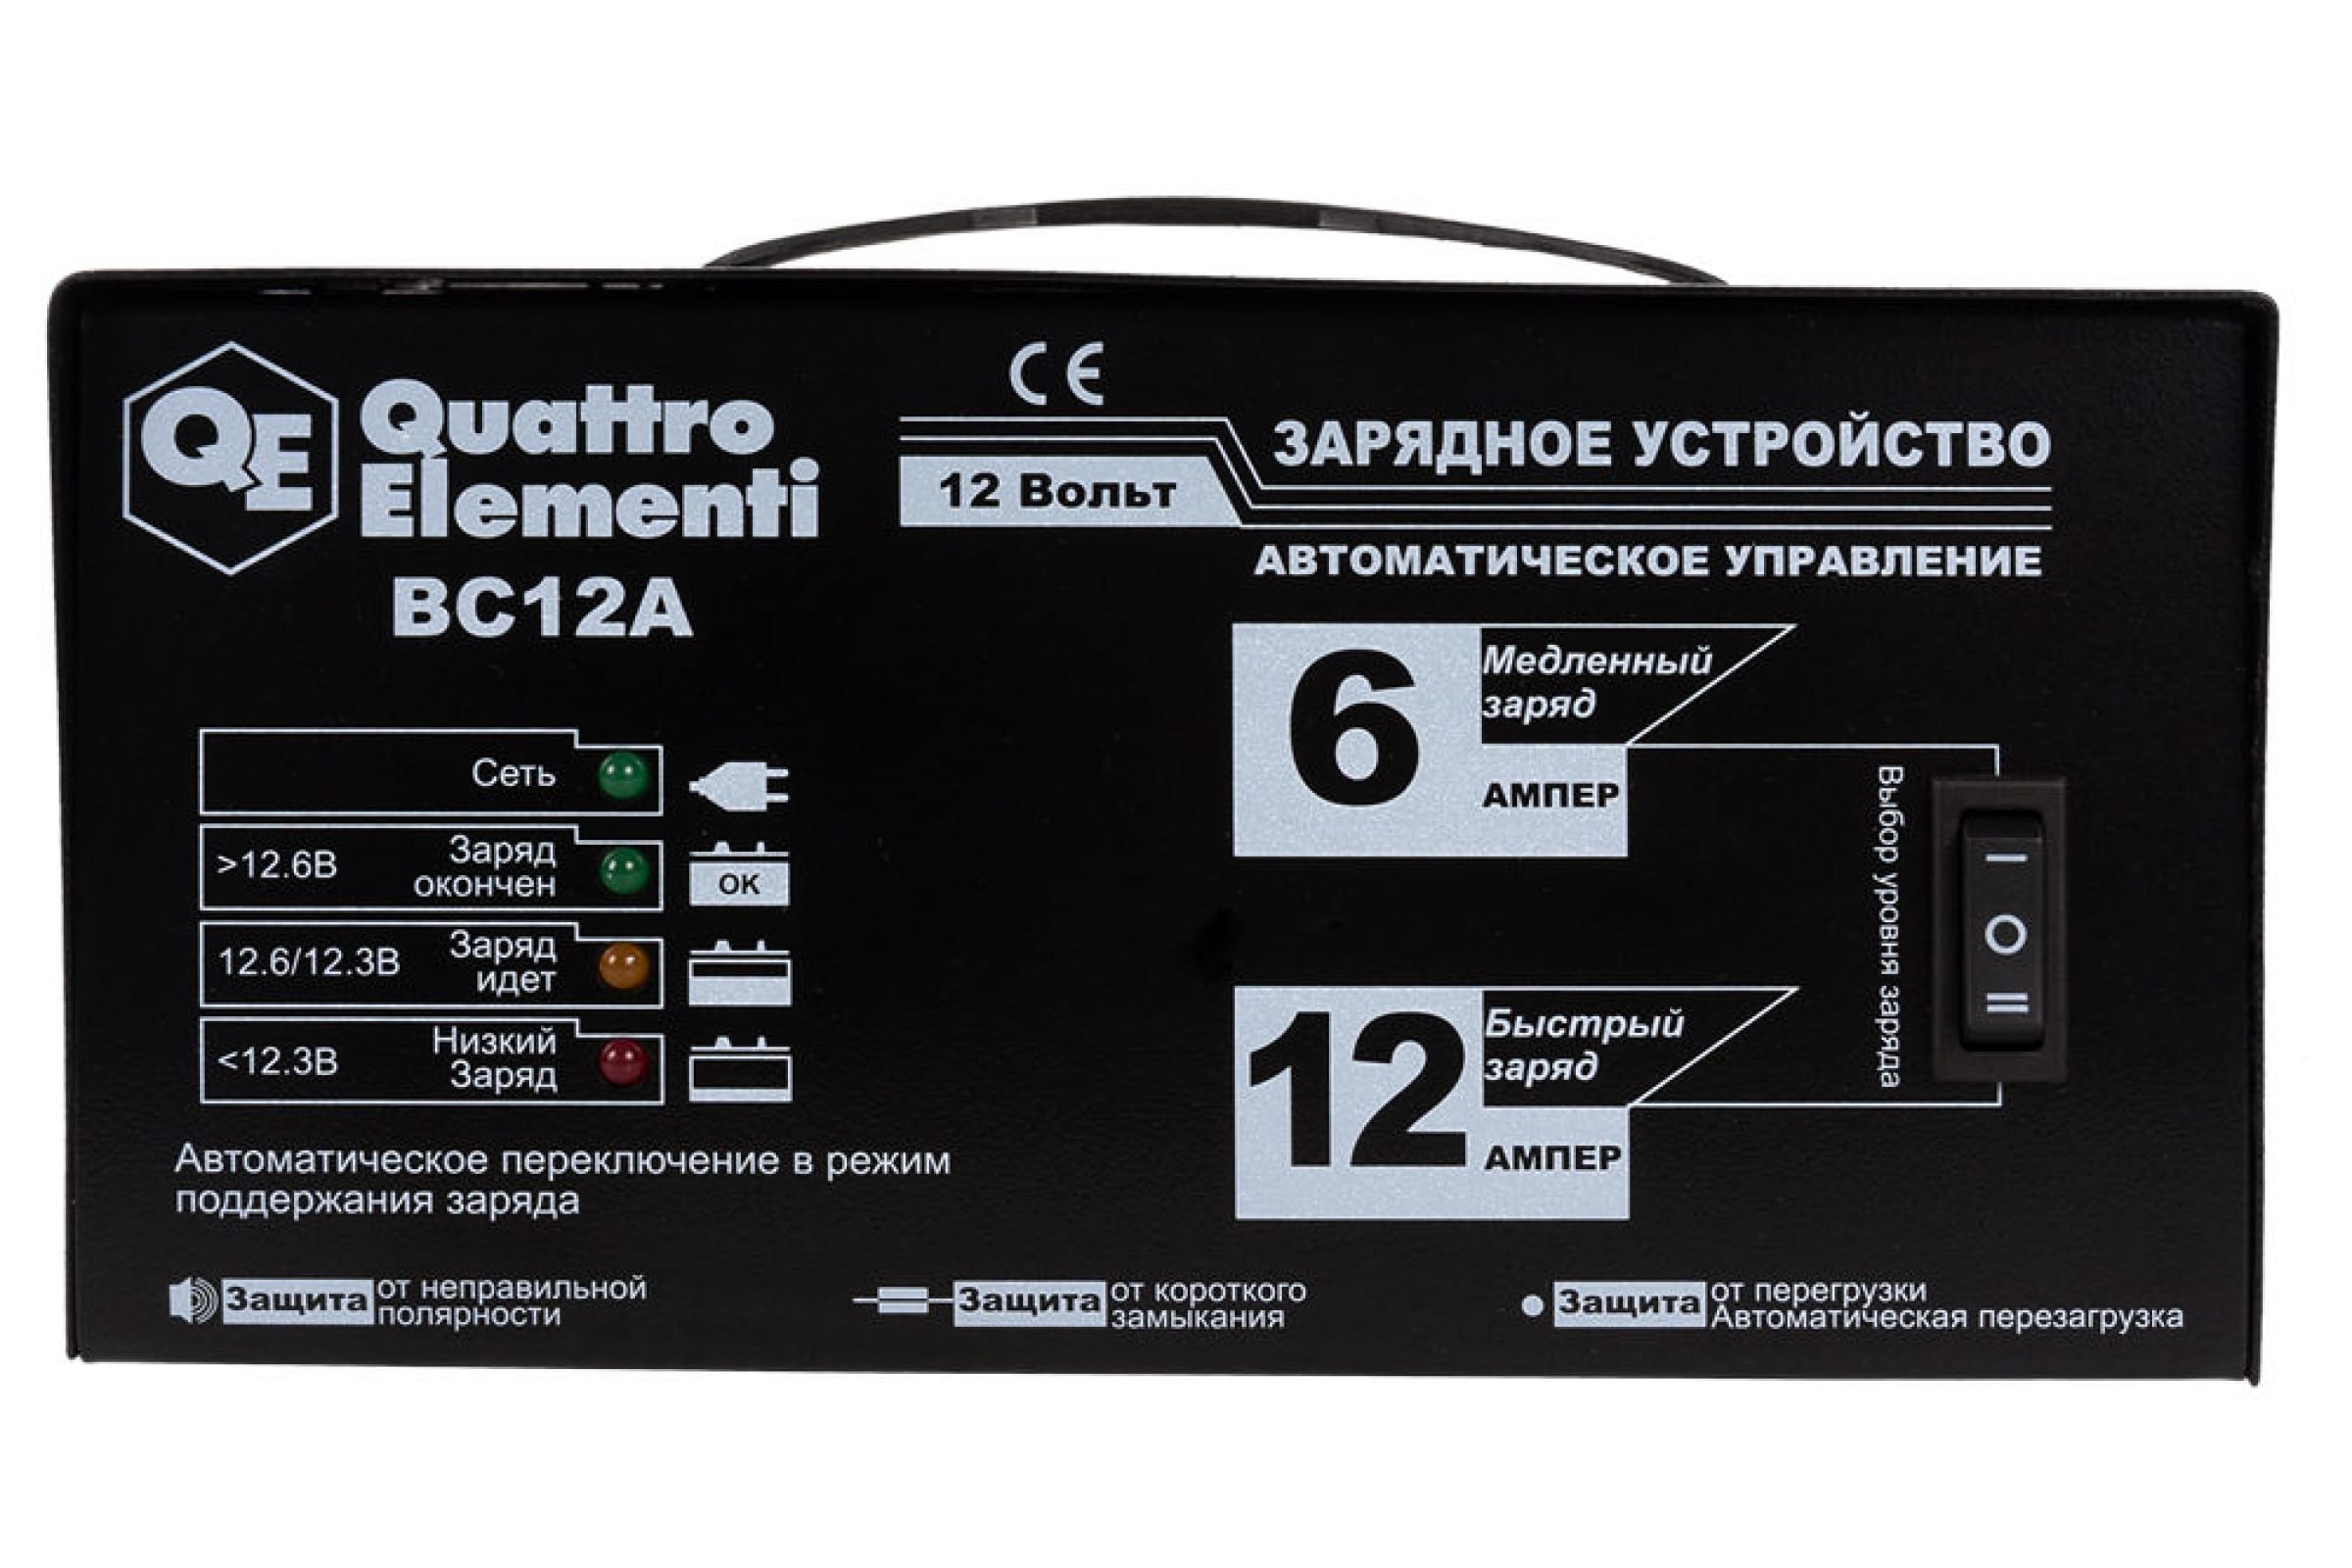 CE
QE
Quattro
Elementi
BC12A
12 Вольт
ЗАРЯДНОЕ УСТРОЙСТВО
АВТОМАТИЧЕСКОЕ УПРАВЛЕНИЕ
6
Медленный
заряд
АМПЕР
Сеть
>12.6В
Заряд
окончен
OK
12.6/12.3В
Заряд
идет
<12.3В
Низкий
Заряд
Выбор уровня заряда
I
O
II
12
Быстрый
заряд
АМПЕР
Автоматическое переключение в режим
поддержания заряда
Защита от неправильной
полярности
Защита от короткого
замыкания
Защита от перегрузки
Автоматическая перезагрузка